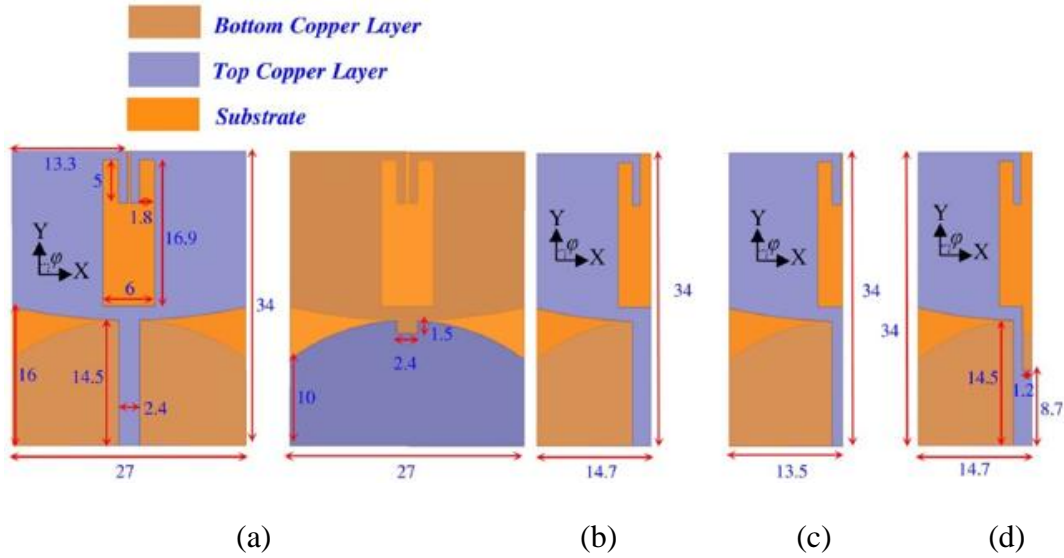 Bottom Copper Layer
Top Copper Layer
Substrate
13.3
5
1.8
16.9
Y
φ
X
6
34
16
14.5
2.4
27
1.5
2.4
10
27
Y
φ
X
34
14.7
Y
φ
X
34
13.5
Y
φ
X
34
14.5
1.2
8.7
14.7
(a)
(b)
(c)
(d)